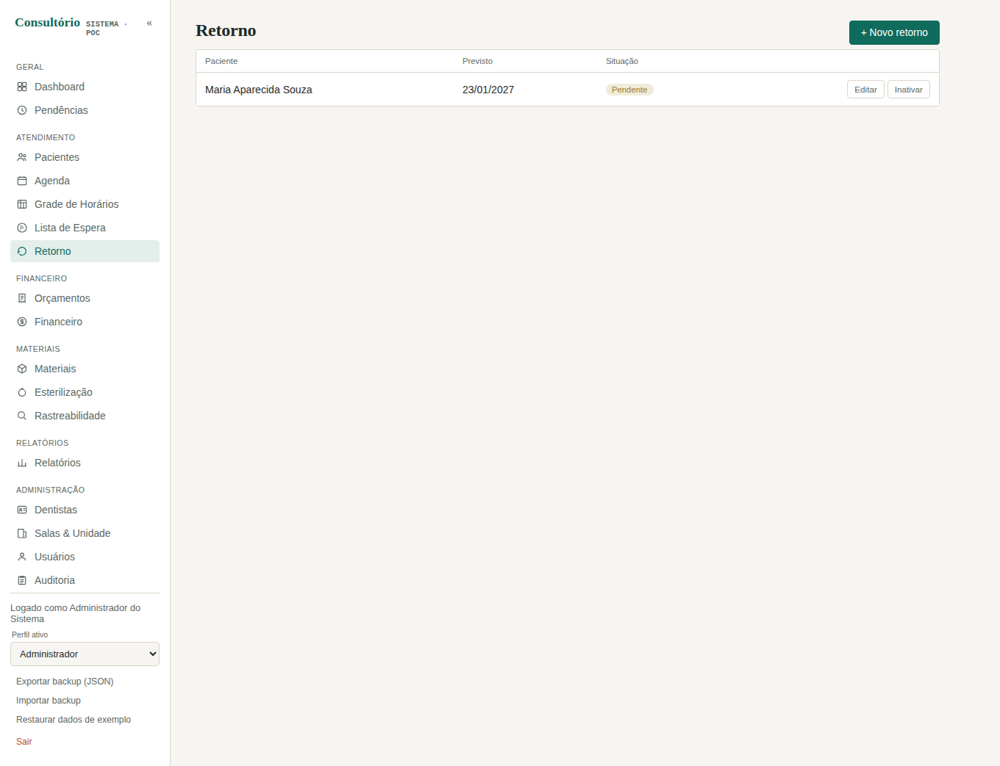 Consultório SISTEMA · POC «
GERAL
Dashboard
Pendências
ATENDIMENTO
Pacientes
Agenda
Grade de Horários
Lista de Espera
Retorno
FINANCEIRO
Orçamentos
Financeiro
MATERIAIS
Materiais
Esterilização
Rastreabilidade
RELATÓRIOS
Relatórios
ADMINISTRAÇÃO
Dentistas
Salas & Unidade
Usuários
Auditoria
Logado como Administrador do
Sistema
Perfil ativo
Administrador
Exportar backup (JSON)
Importar backup
Restaurar dados de exemplo
Sair
Retorno
+ Novo retorno
Paciente Previsto Situação
Maria Aparecida Souza 23/01/2027 Pendente Editar Inativar